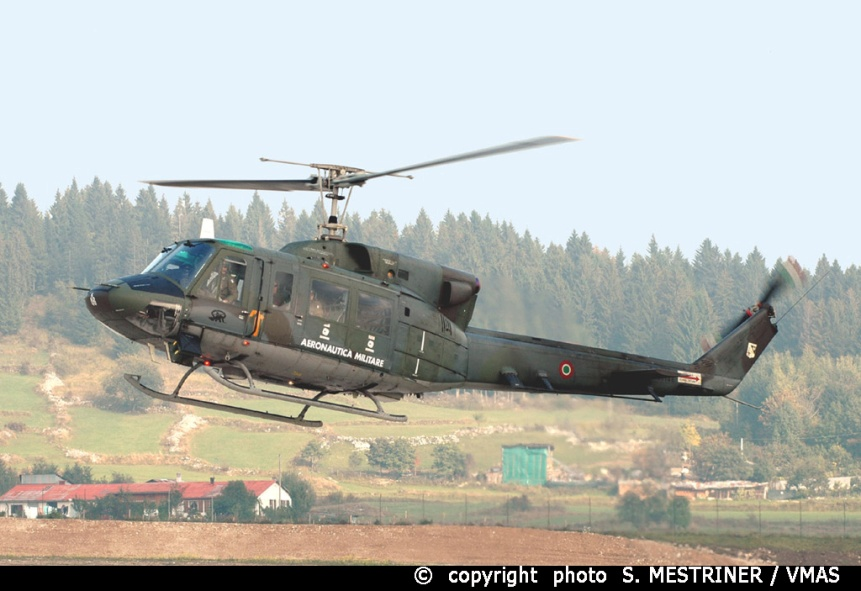 AERONAUTICA MILITARE
© copyright photo S. MESTRINER / VMAS